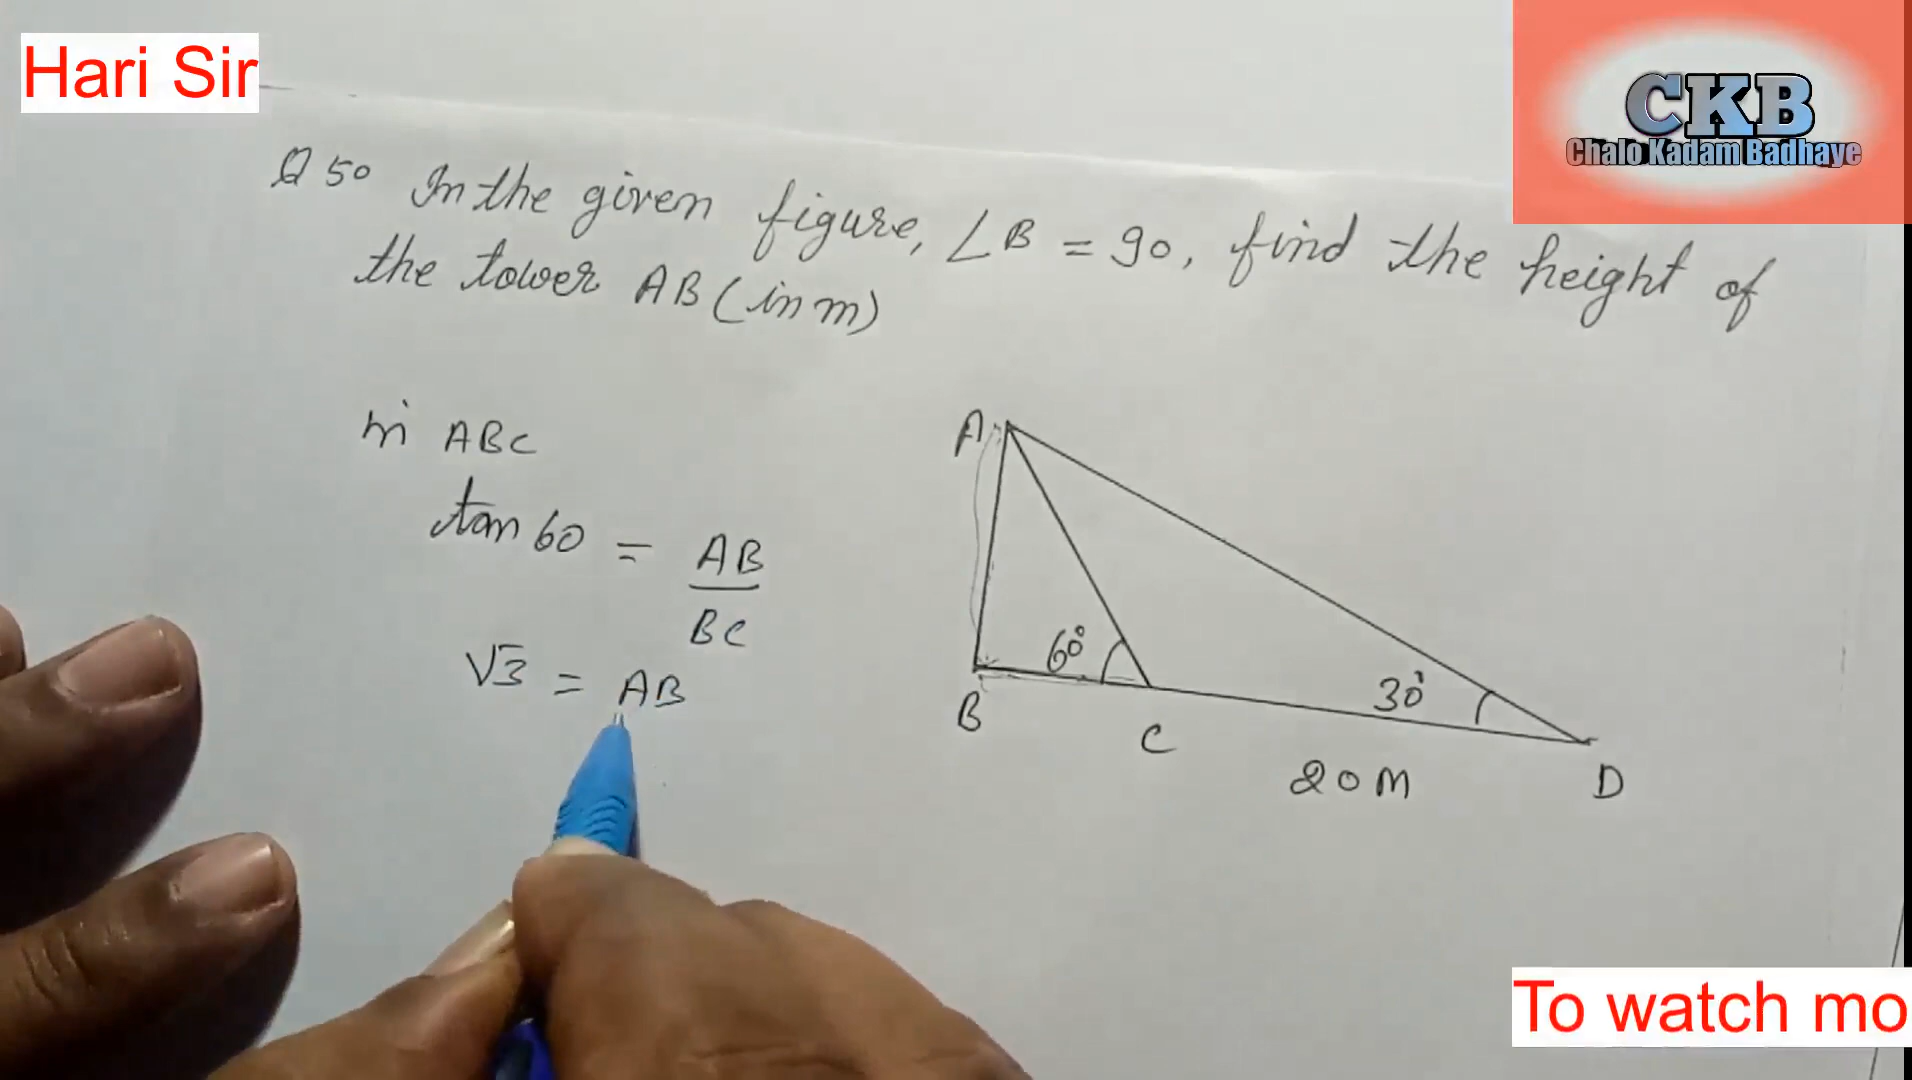 Hari Sir
CKB
Chalo Kadam Badhaye
Q 50 In the given figure, ∠B = 90, find the height of
the tower AB (in m)
in ABC
tan 60 = AB
BC
√3 = AB
A
B
60°
C
30°
20 M
D
To watch mo